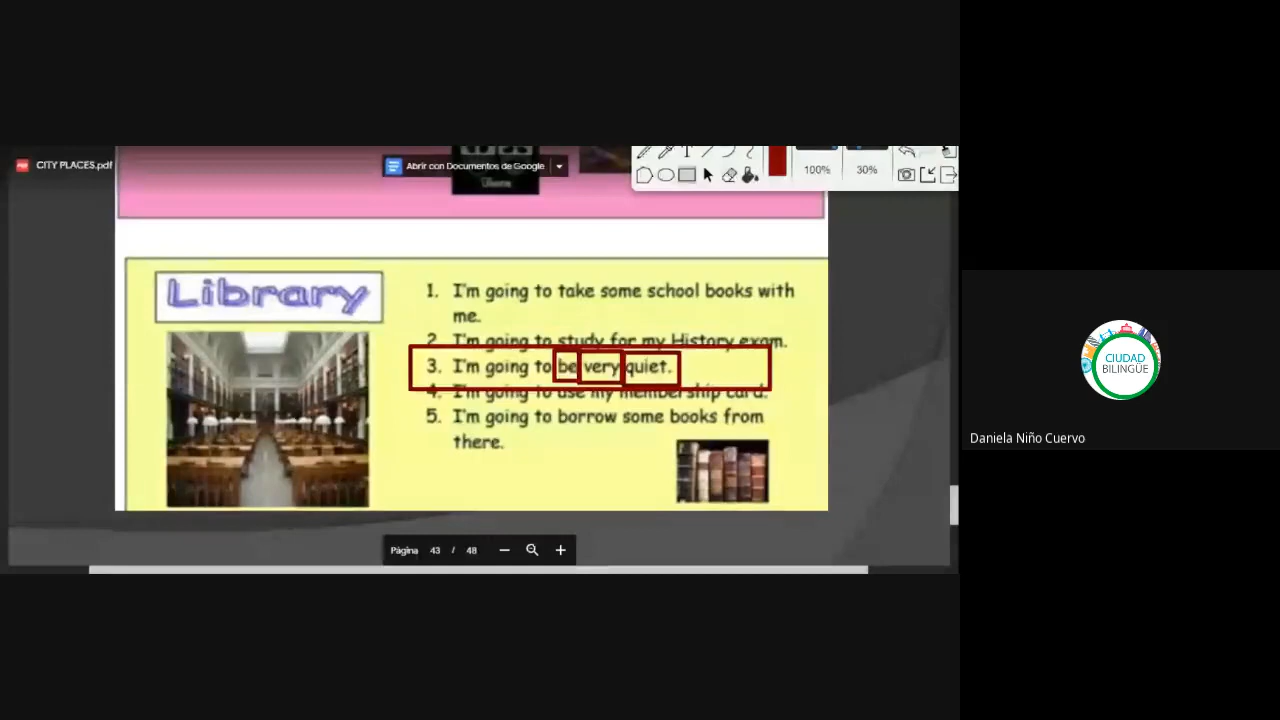 CITY PLACES.pdf
Abrir con Documentos de Google
100%
30%
Library
1. I'm going to take some school books with
me.
2. I'm going to study for my History exam.
3. I'm going to be very quiet.
4. I'm going to use my membership card.
5. I'm going to borrow some books from
there.
CIUDAD
BILINGÜE
Daniela Niño Cuervo
Página 43 / 48